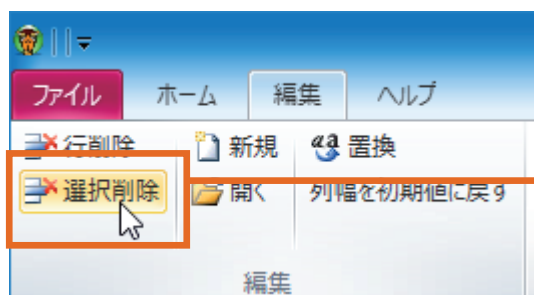 ファイル ホーム 編集 ヘルプ
行削除 新規 置換
選択削除 開く 列幅を初期値に戻す
編集